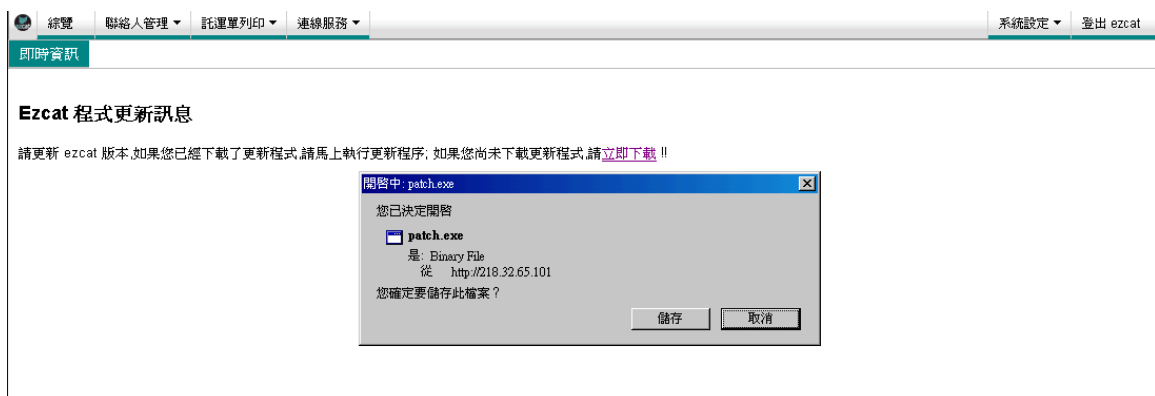 綜覽 聯絡人管理 ▼ 託運單列印 ▼ 連線服務 ▼ 系統設定 ▼ 登出 ezcat
即時資訊
Ezcat 程式更新訊息
請更新 ezcat 版本,如果您已經下載了更新程式,請馬上執行更新程序; 如果您尚未下載更新程式,請立即下載 !!
開啓中: patch.exe
您已決定開啓
patch.exe
是: Binary File
從 http://218.32.65.101
您確定要儲存此檔案？
儲存 取消